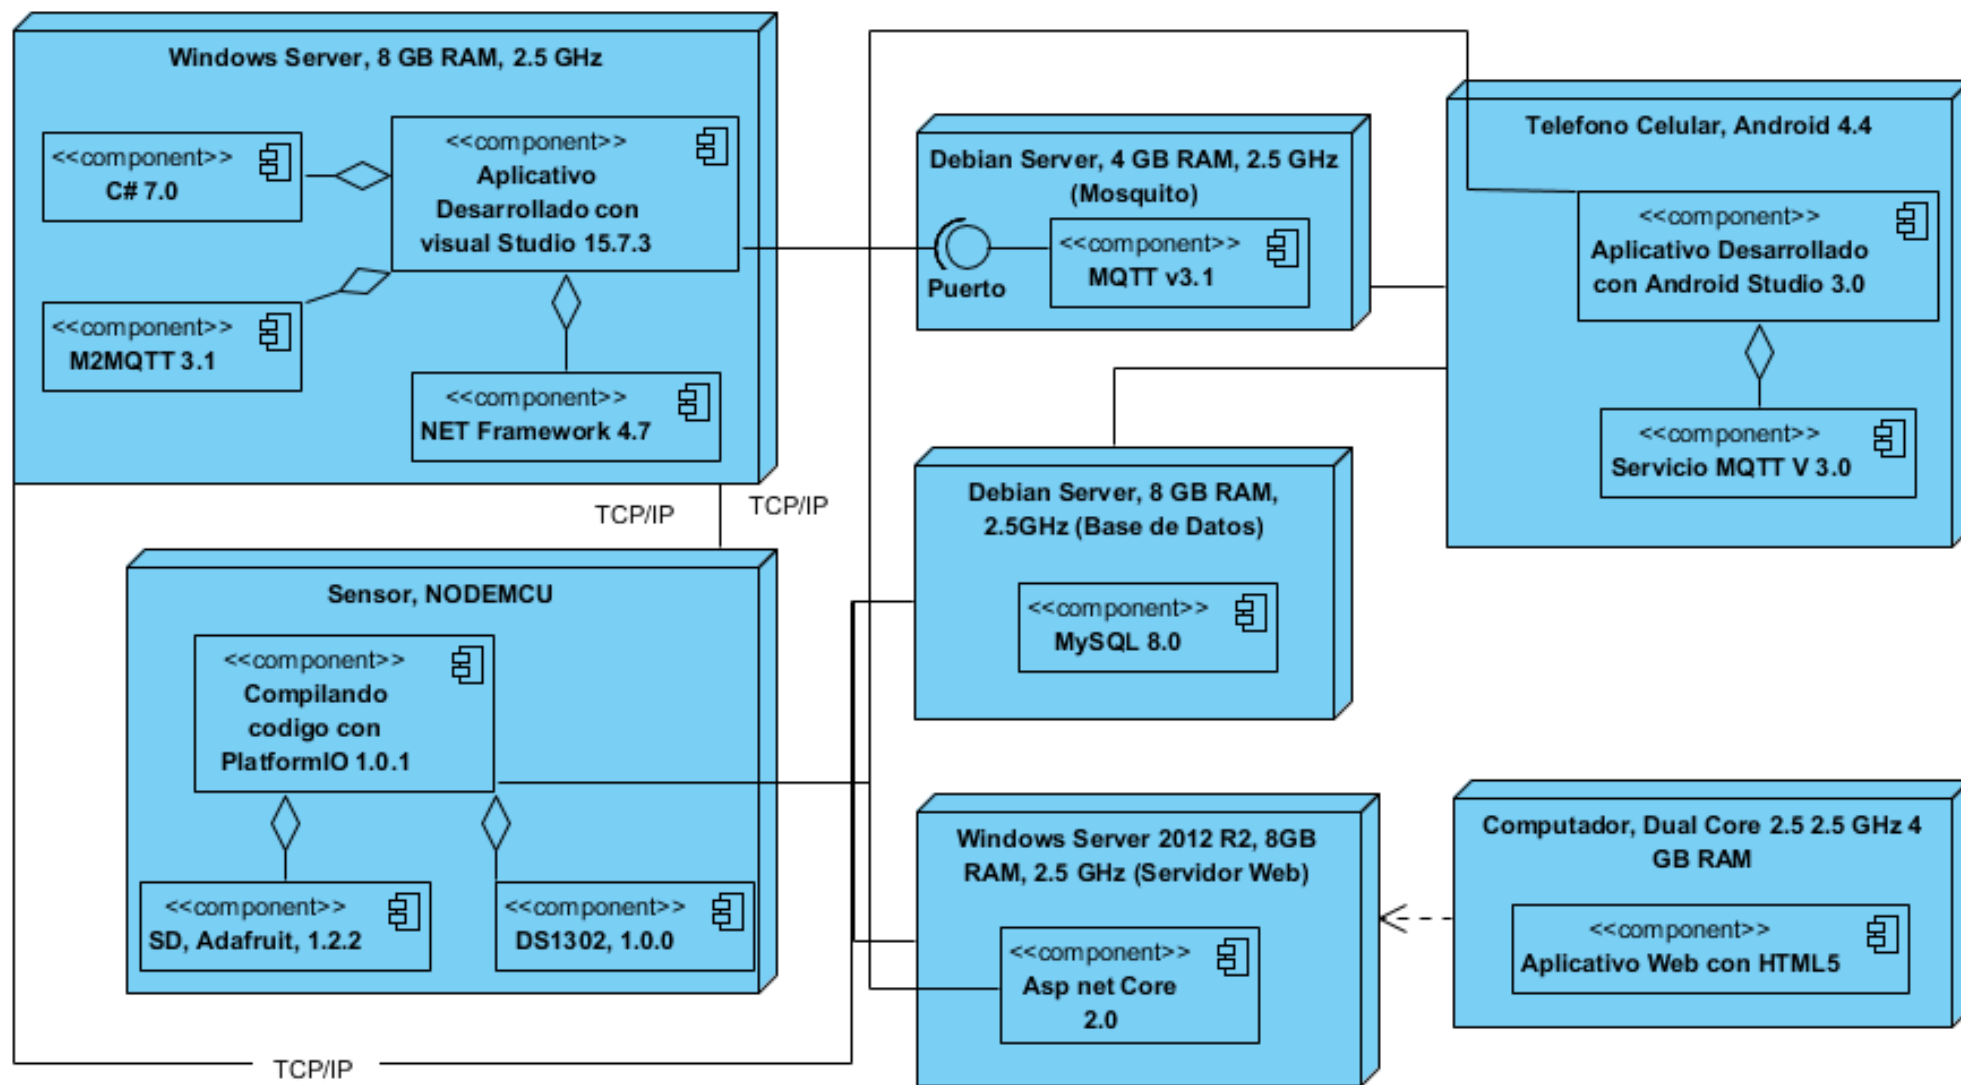 Windows Server, 8 GB RAM, 2.5 GHz
<<component>>
C# 7.0
<<component>>
Aplicativo
Desarrollado con
visual Studio 15.7.3
<<component>>
M2MQTT 3.1
<<component>>
NET Framework 4.7
Debian Server, 4 GB RAM, 2.5 GHz
(Mosquito)
Puerto
<<component>>
MQTT v3.1
Telefono Celular, Android 4.4
<<component>>
Aplicativo Desarrollado
con Android Studio 3.0
<<component>>
Servicio MQTT V 3.0
TCP/IP
TCP/IP
Debian Server, 8 GB RAM,
2.5GHz (Base de Datos)
<<component>>
MySQL 8.0
Sensor, NODEMCU
<<component>>
Compilando
codigo con
PlatformIO 1.0.1
<<component>>
SD, Adafruit, 1.2.2
<<component>>
DS1302, 1.0.0
Windows Server 2012 R2, 8GB
RAM, 2.5 GHz (Servidor Web)
<<component>>
Asp net Core
2.0
Computador, Dual Core 2.5 2.5 GHz 4
GB RAM
<<component>>
Aplicativo Web con HTML5
TCP/IP